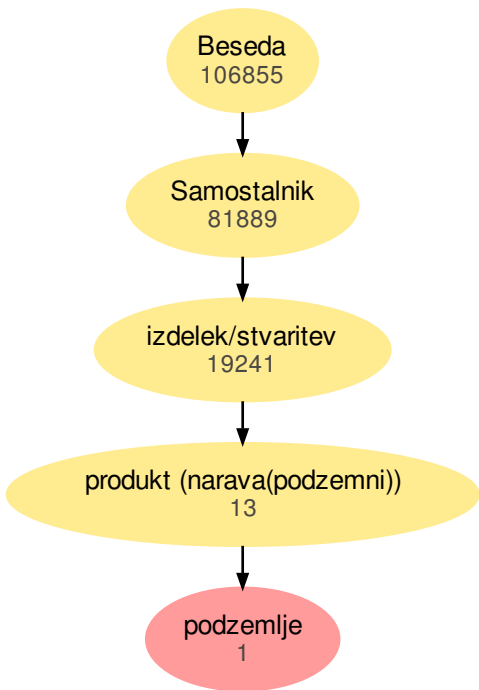 Beseda
106855
Samostalnik
81889
izdelek/stvaritev
19241
produkt (narava(podzemni))
13
podzemlje
1